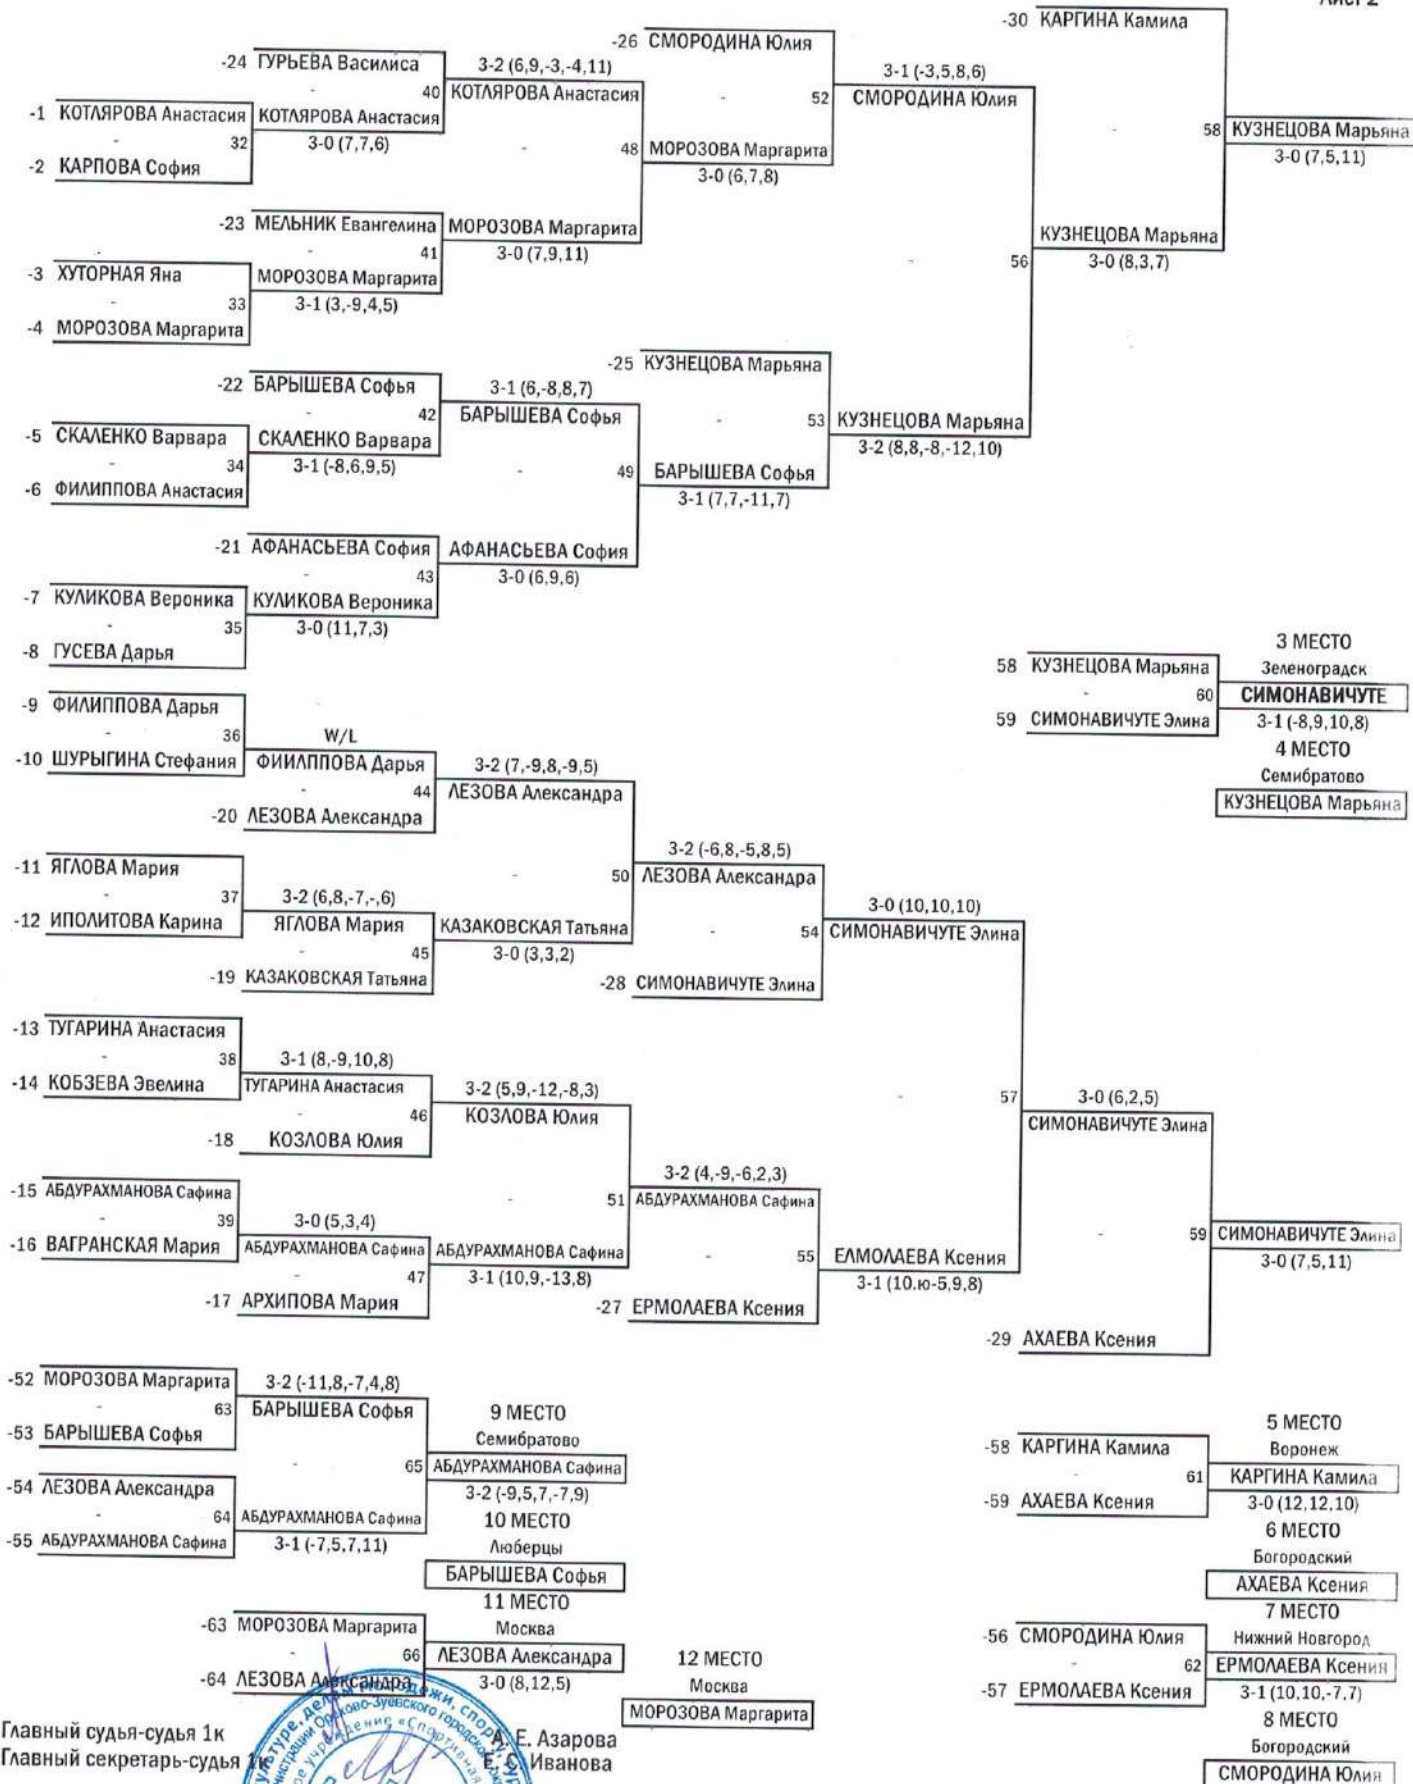 Лист 2
-30 КАРГИНА Камила
-26 СМОРОДИНА Юлия
-24 ГУРЬЕВА Василиса
3-2 (6,9,-3,-4,11)
3-1 (-3,5,8,6)
40 КОТЛЯРОВА Анастасия
52 СМОРОДИНА Юлия
-1 КОТЛЯРОВА Анастасия
КОТЛЯРОВА Анастасия
58 КУЗНЕЦОВА Марьяна
32 3-0 (7,7,6)
48 МОРОЗОВА Маргарита
3-0 (7,5,11)
-2 КАРПОВА София
3-0 (6,7,8)
-23 МЕЛЬНИК Евангелина
МОРОЗОВА Маргарита
КУЗНЕЦОВА Марьяна
41 3-0 (7,9,11)
56 3-0 (8,3,7)
-3 ХУТОРНАЯ Яна
МОРОЗОВА Маргарита
33 3-1 (3,-9,4,5)
-4 МОРОЗОВА Маргарита
-25 КУЗНЕЦОВА Марьяна
-22 БАРЫШЕВА Софья
3-1 (6,-8,8,7)
42 БАРЫШЕВА Софья
53 КУЗНЕЦОВА Марьяна
-5 СКАЛЕНКО Варвара
СКАЛЕНКО Варвара
3-2 (8,8,-8,-12,10)
34 3-1 (-8,6,9,5)
49 БАРЫШЕВА Софья
-6 ФИЛИППОВА Анастасия
3-1 (7,7,-11,7)
-21 АФАНАСЬЕВА София
АФАНАСЬЕВА София
43 3-0 (6,9,6)
-7 КУЛИКОВА Вероника
КУЛИКОВА Вероника
35 3-0 (11,7,3)
-8 ГУСЕВА Дарья
3 МЕСТО
58 КУЗНЕЦОВА Марьяна
Зеленоградск
60 СИМОНАВИЧУТЕ
-9 ФИЛИППОВА Дарья
59 СИМОНАВИЧУТЕ Элина
3-1 (-8,9,10,8)
36 W/L
4 МЕСТО
-10 ШУРЫГИНА Стефания
ФИИЛППОВА Дарья
3-2 (7,-9,8,-9,5)
Семибратово
44 ЛЕЗОВА Александра
КУЗНЕЦОВА Марьяна
-20 ЛЕЗОВА Александра
3-2 (-6,8,-5,8,5)
-11 ЯГЛОВА Мария
50 ЛЕЗОВА Александра
37 3-2 (6,8,-7,-,6)
3-0 (10,10,10)
-12 ИПОЛИТОВА Карина
ЯГЛОВА Мария
КАЗАКОВСКАЯ Татьяна
54 СИМОНАВИЧУТЕ Элина
45 3-0 (3,3,2)
-19 КАЗАКОВСКАЯ Татьяна
-28 СИМОНАВИЧУТЕ Элина
-13 ТУГАРИНА Анастасия
38 3-1 (8,-9,10,8)
-14 КОБЗЕВА Эвелина
ТУГАРИНА Анастасия
3-2 (5,9,-12,-8,3)
57 3-0 (6,2,5)
46 КОЗЛОВА Юлия
СИМОНАВИЧУТЕ Элина
-18 КОЗЛОВА Юлия
3-2 (4,-9,-6,2,3)
-15 АБДУРАХМАНОВА Сафина
51 АБДУРАХМАНОВА Сафина
39 3-0 (5,3,4)
59 СИМОНАВИЧУТЕ Элина
-16 ВАГРАНСКАЯ Мария
АБДУРАХМАНОВА Сафина
АБДУРАХМАНОВА Сафина
55 ЕЛМОЛАЕВА Ксения
3-0 (7,5,11)
47 3-1 (10,9,-13,8)
3-1 (10.ю-5,9,8)
-17 АРХИПОВА Мария
-27 ЕРМОЛАЕВА Ксения
-29 АХАЕВА Ксения
-52 МОРОЗОВА Маргарита
3-2 (-11,8,-7,4,8)
63 БАРЫШЕВА Софья
9 МЕСТО
5 МЕСТО
-53 БАРЫШЕВА Софья
Семибратово
-58 КАРГИНА Камила
Воронеж
65 АБДУРАХМАНОВА Сафина
61 КАРГИНА Камила
-54 ЛЕЗОВА Александра
3-2 (-9,5,7,-7,9)
-59 АХАЕВА Ксения
3-0 (12,12,10)
64 АБДУРАХМАНОВА Сафина
10 МЕСТО
6 МЕСТО
-55 АБДУРАХМАНОВА Сафина
3-1 (-7,5,7,11)
Люберцы
Богородский
БАРЫШЕВА Софья
АХАЕВА Ксения
11 МЕСТО
7 МЕСТО
-63 МОРОЗОВА Маргарита
Москва
-56 СМОРОДИНА Юлия
Нижний Новгород
66 ЛЕЗОВА Александра
12 МЕСТО
62 ЕРМОЛАЕВА Ксения
-64 ЛЕЗОВА Александра
3-0 (8,12,5)
Москва
-57 ЕРМОЛАЕВА Ксения
3-1 (10,10,-7,7)
МОРОЗОВА Маргарита
8 МЕСТО
Главный судья-судья 1к
А. Е. Азарова
Богородский
Главный секретарь-судья 1к
Е. С. Иванова
СМОРОДИНА Юлия